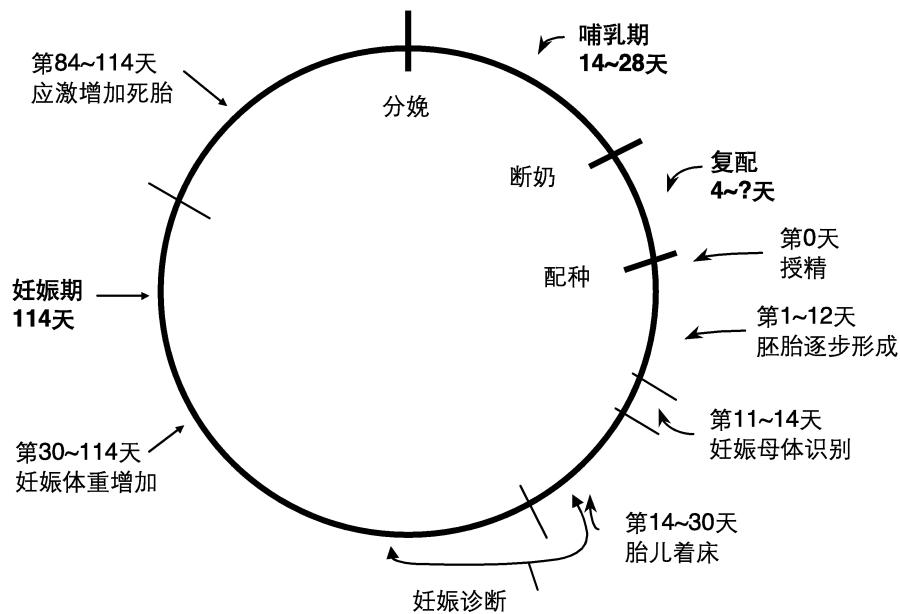 哺乳期
14~28天
第84~114天
应激增加死胎
分娩
断奶
复配
4~?天
第0天
授精
配种
妊娠期
114天
第1~12天
胚胎逐步形成
第11~14天
妊娠母体识别
第30~114天
妊娠体重增加
第14~30天
胎儿着床
妊娠诊断